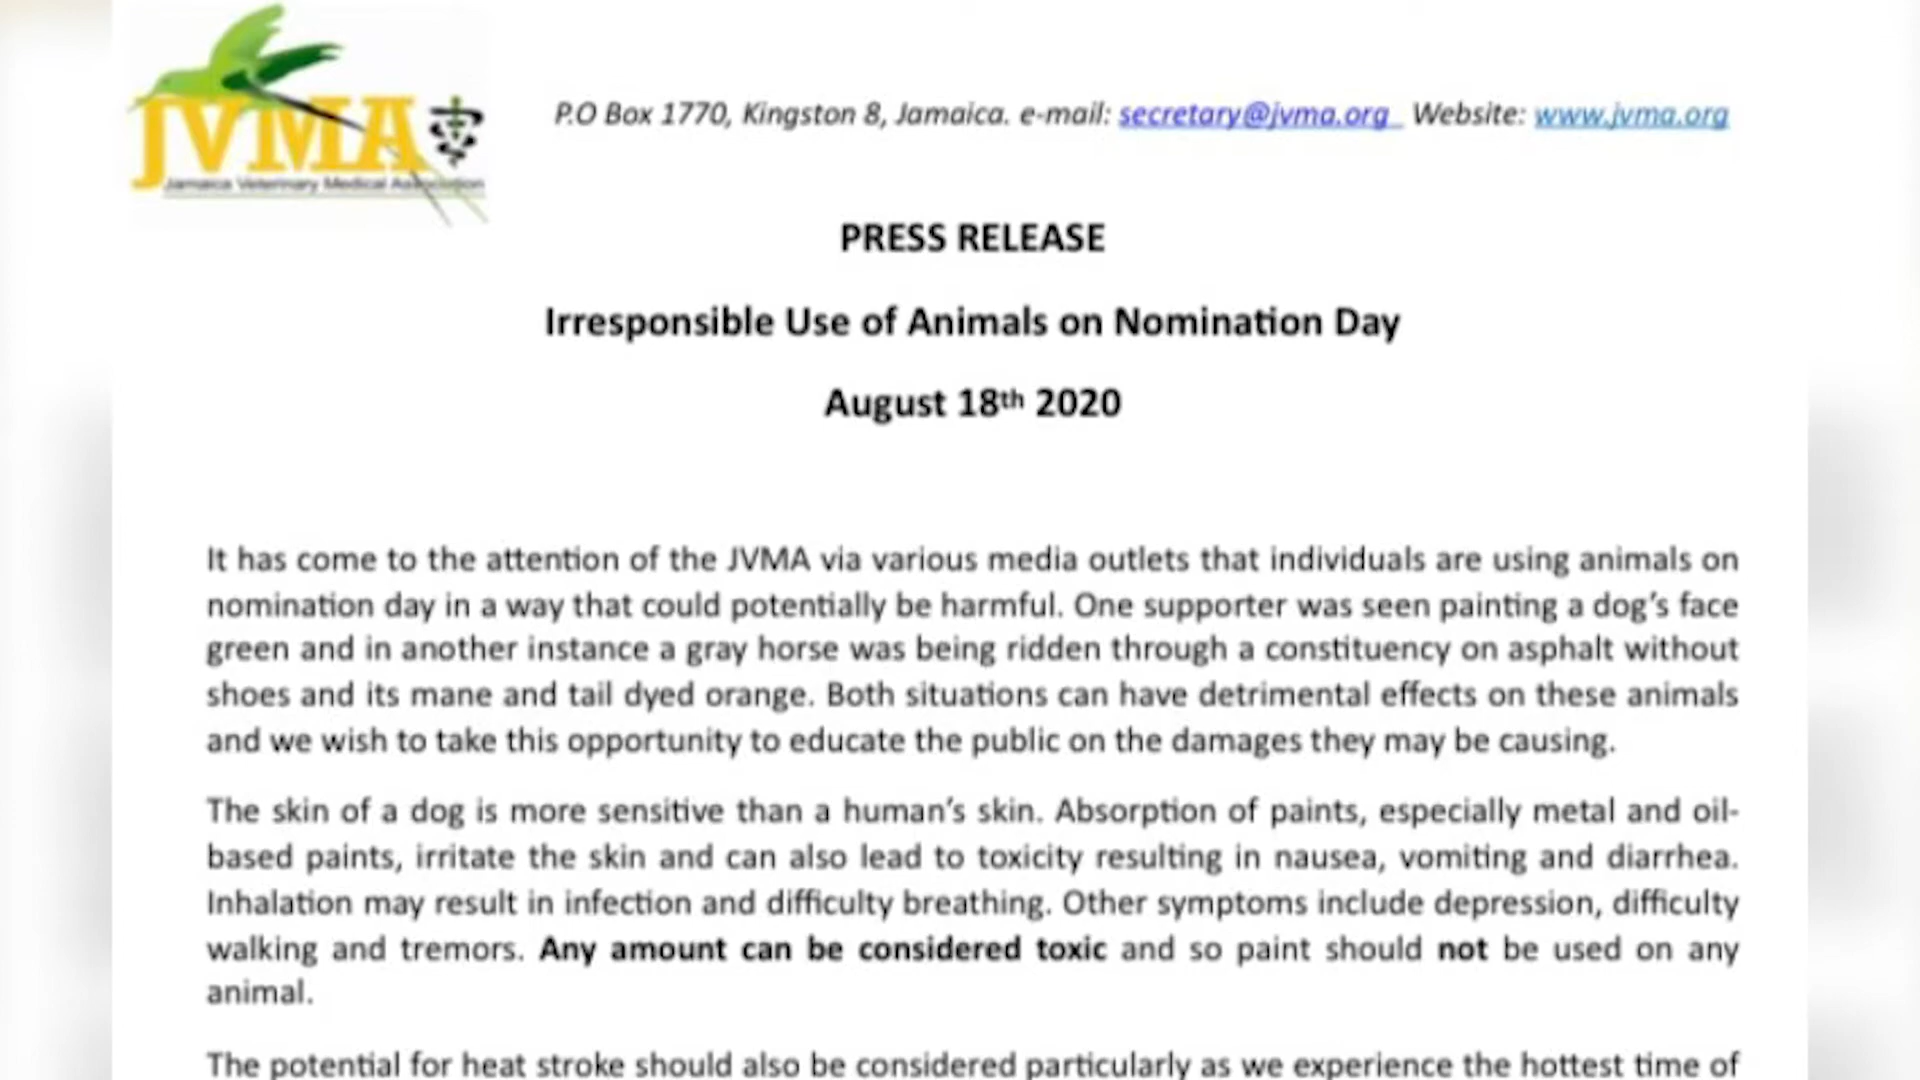 JVMA
Jamaica Veterinary Medical Association
P.O Box 1770, Kingston 8, Jamaica. e-mail: secretary@jvma.org Website: www.jvma.org
PRESS RELEASE
Irresponsible Use of Animals on Nomination Day
August 18th 2020
It has come to the attention of the JVMA via various media outlets that individuals are using animals on
nomination day in a way that could potentially be harmful. One supporter was seen painting a dog’s face
green and in another instance a gray horse was being ridden through a constituency on asphalt without
shoes and its mane and tail dyed orange. Both situations can have detrimental effects on these animals
and we wish to take this opportunity to educate the public on the damages they may be causing.
The skin of a dog is more sensitive than a human’s skin. Absorption of paints, especially metal and oil-
based paints, irritate the skin and can also lead to toxicity resulting in nausea, vomiting and diarrhea.
Inhalation may result in infection and difficulty breathing. Other symptoms include depression, difficulty
walking and tremors. Any amount can be considered toxic and so paint should not be used on any
animal.
The potential for heat stroke should also be considered particularly as we experience the hottest time of